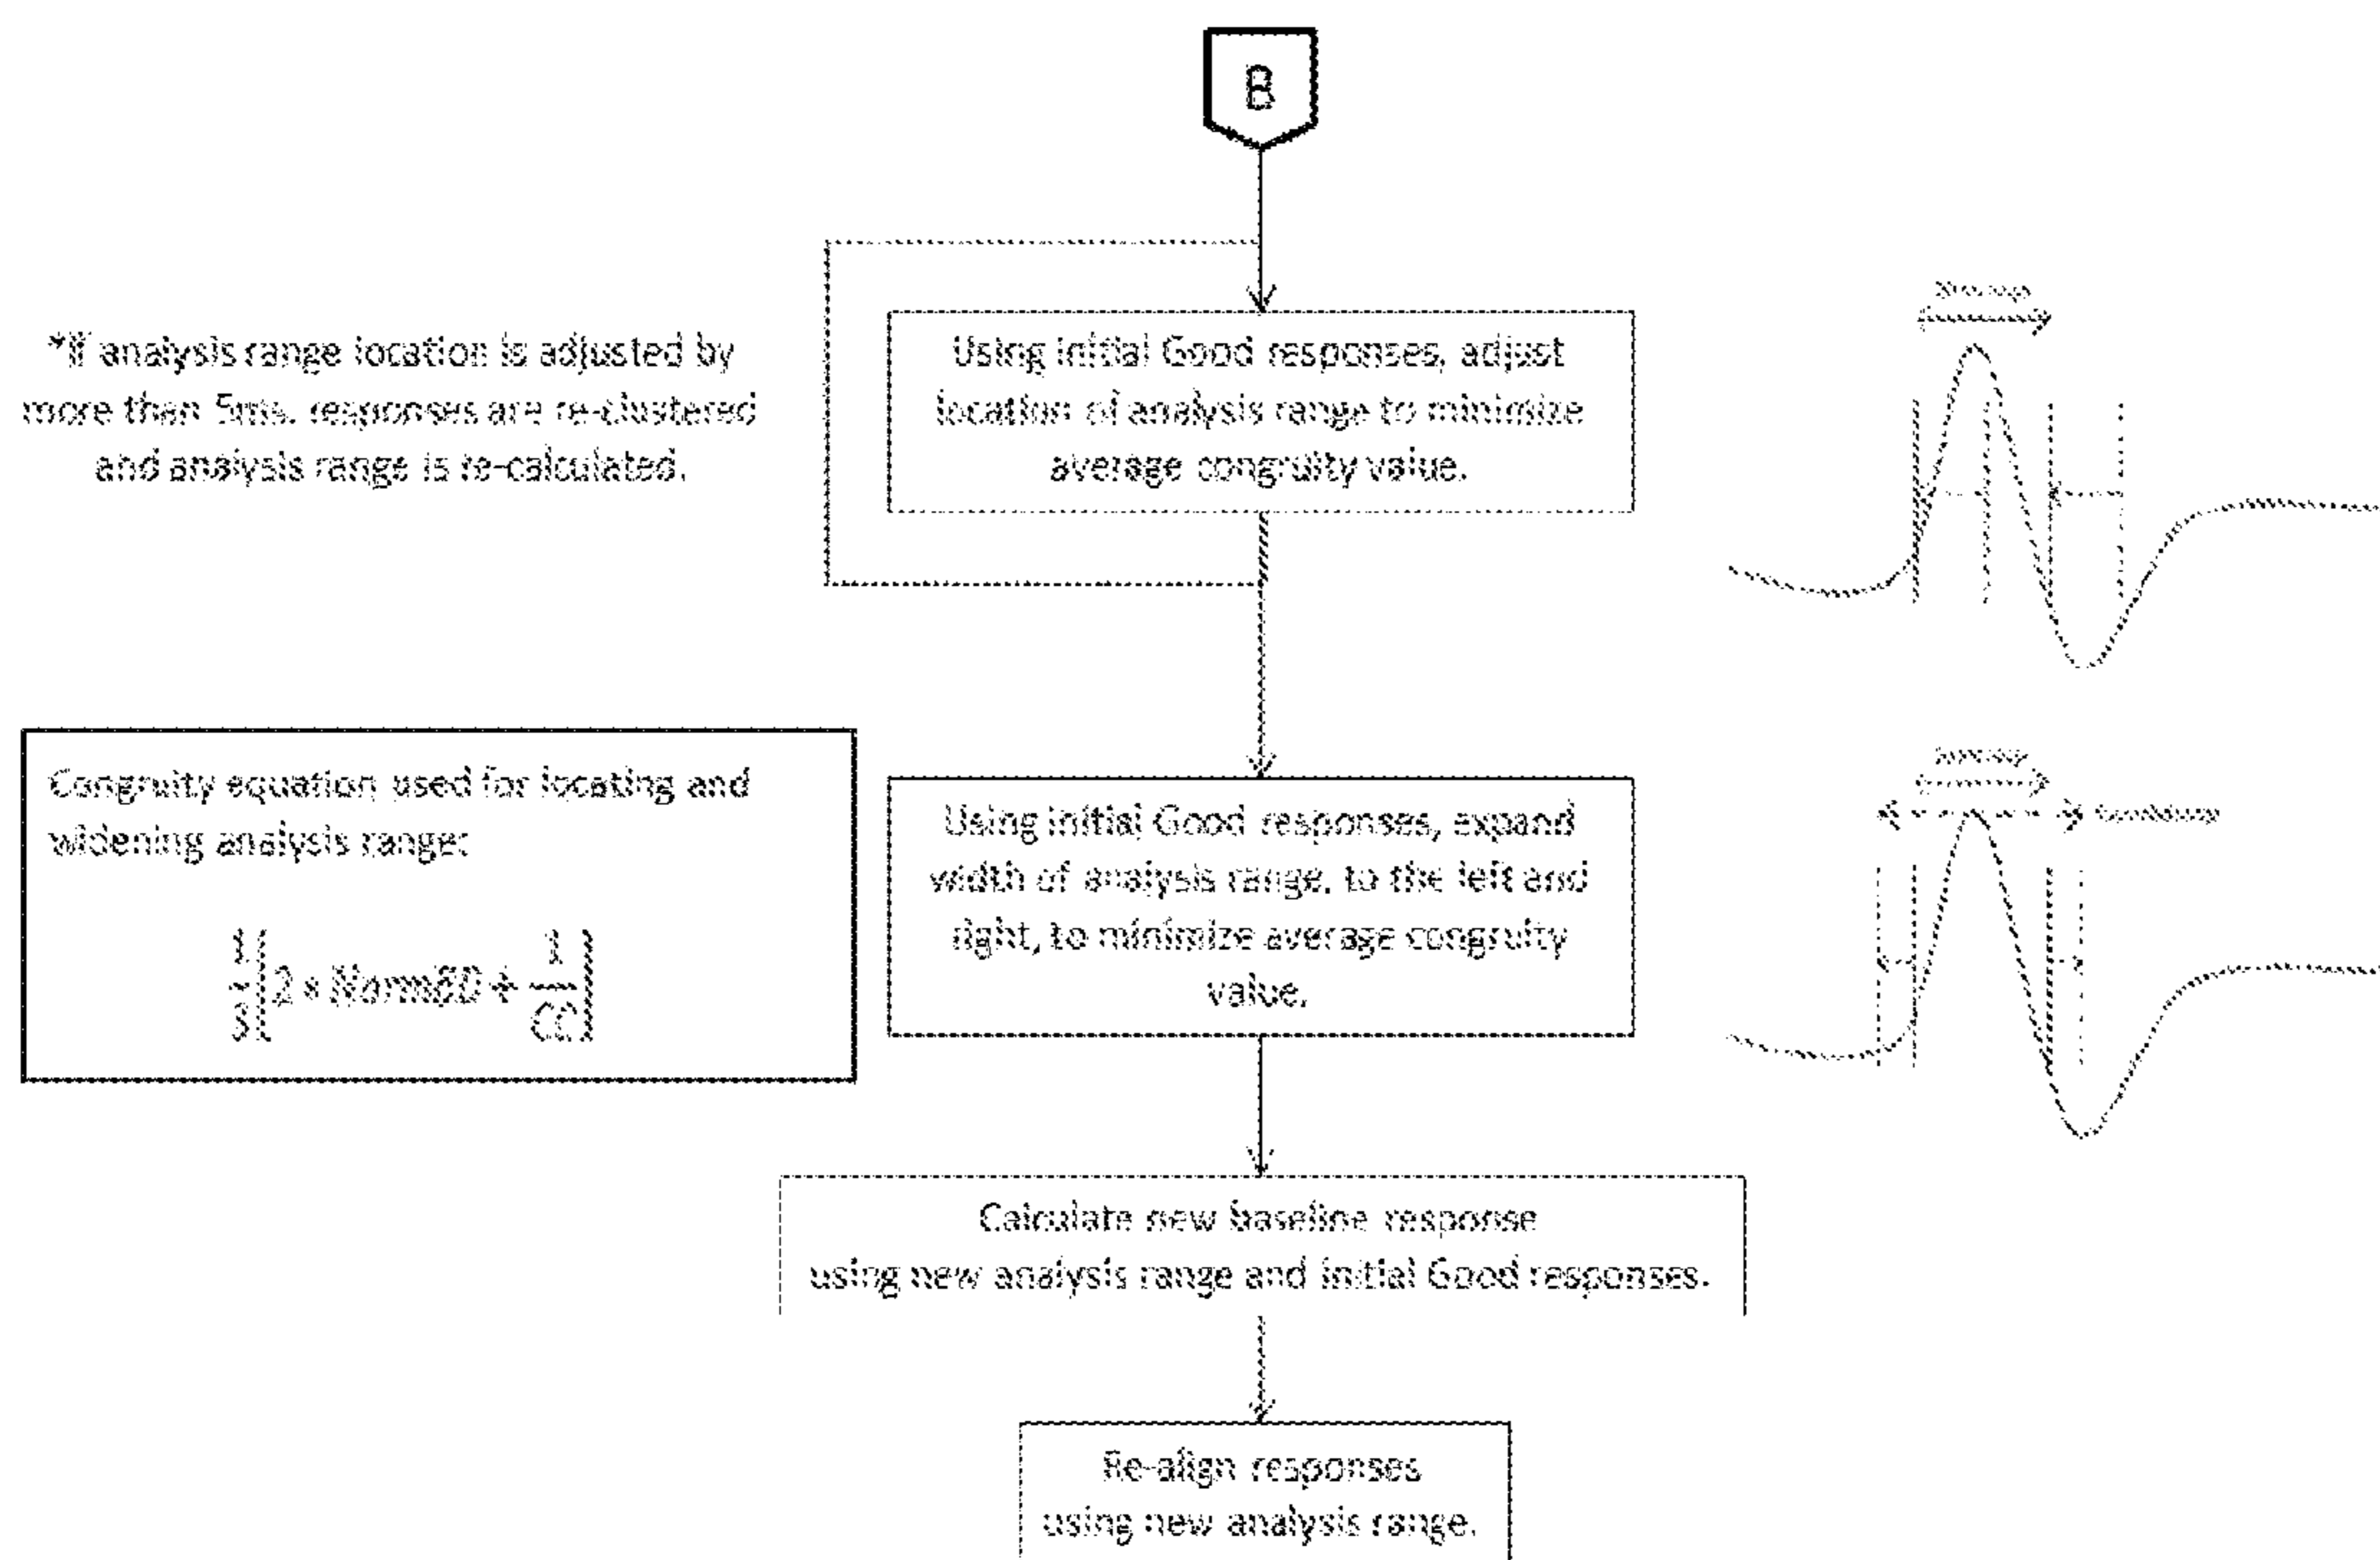 B
*If analysis range location is adjusted by
more than 5ms, responses are re-clustered
and analysis range is re-calculated.
Using initial Good responses, adjust
location of analysis range to minimize
average congruity value.
Congruity equation used for locating and
widening analysis range:
1/3[2 * NormED + 1/CC]
Using initial Good responses, expand
width of analysis range, to the left and
right, to minimize average congruity
value.
Calculate new baseline response
using new analysis range and initial Good responses.
Re-align responses
using new analysis range.